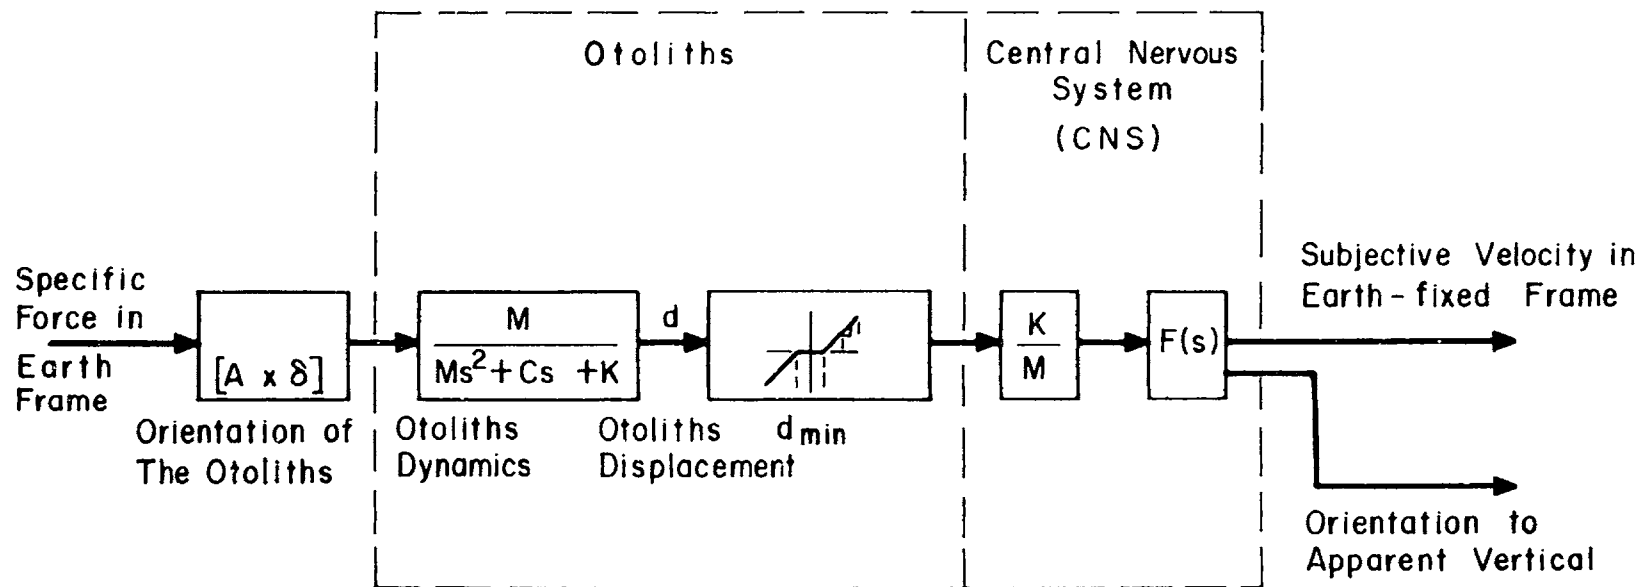 Otoliths
Central Nervous
System
(CNS)
Specific
Force in
Earth
Frame
[A x δ]
Orientation of
The Otoliths
M
Ms²+Cs +K
Otoliths
Dynamics
d
Otoliths
Displacement
1
d min
K
M
F(s)
Subjective Velocity in
Earth-fixed Frame
Orientation to
Apparent Vertical